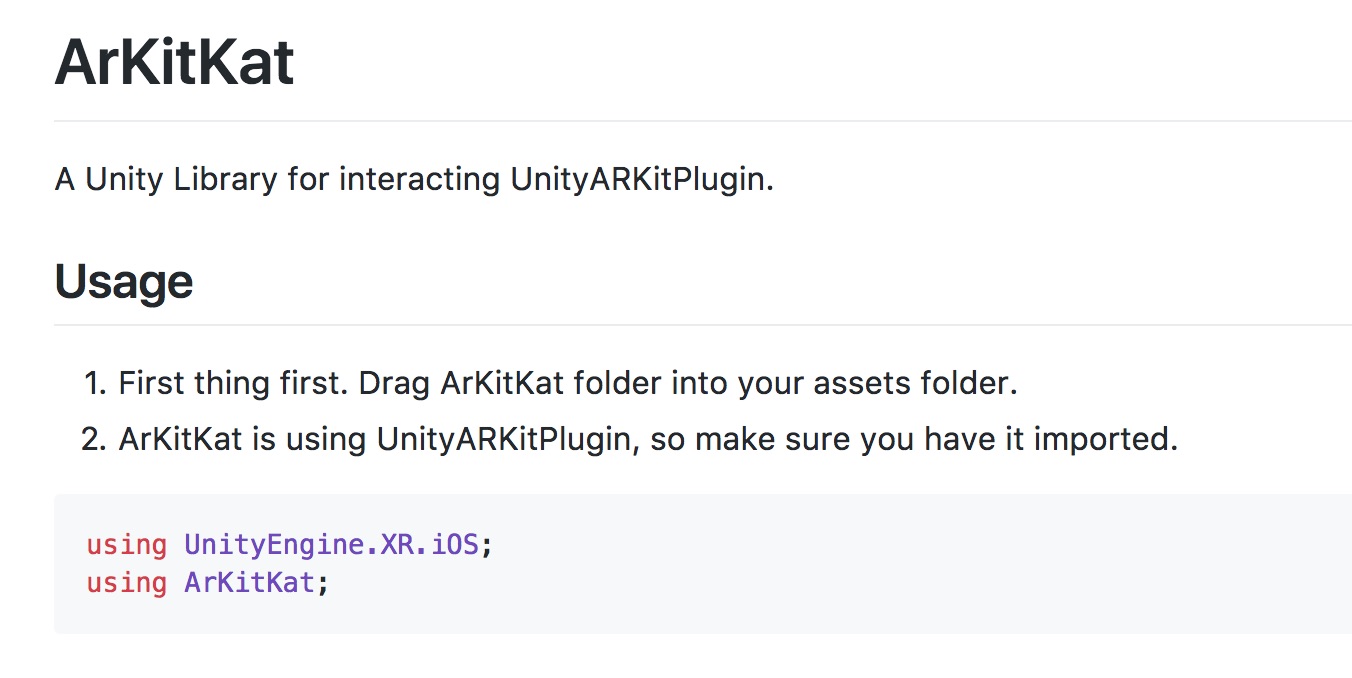 ArKitKat
A Unity Library for interacting UnityARKitPlugin.
Usage
1. First thing first. Drag ArKitKat folder into your assets folder.
2. ArKitKat is using UnityARKitPlugin, so make sure you have it imported.
using UnityEngine.XR.iOS;
using ArKitKat;